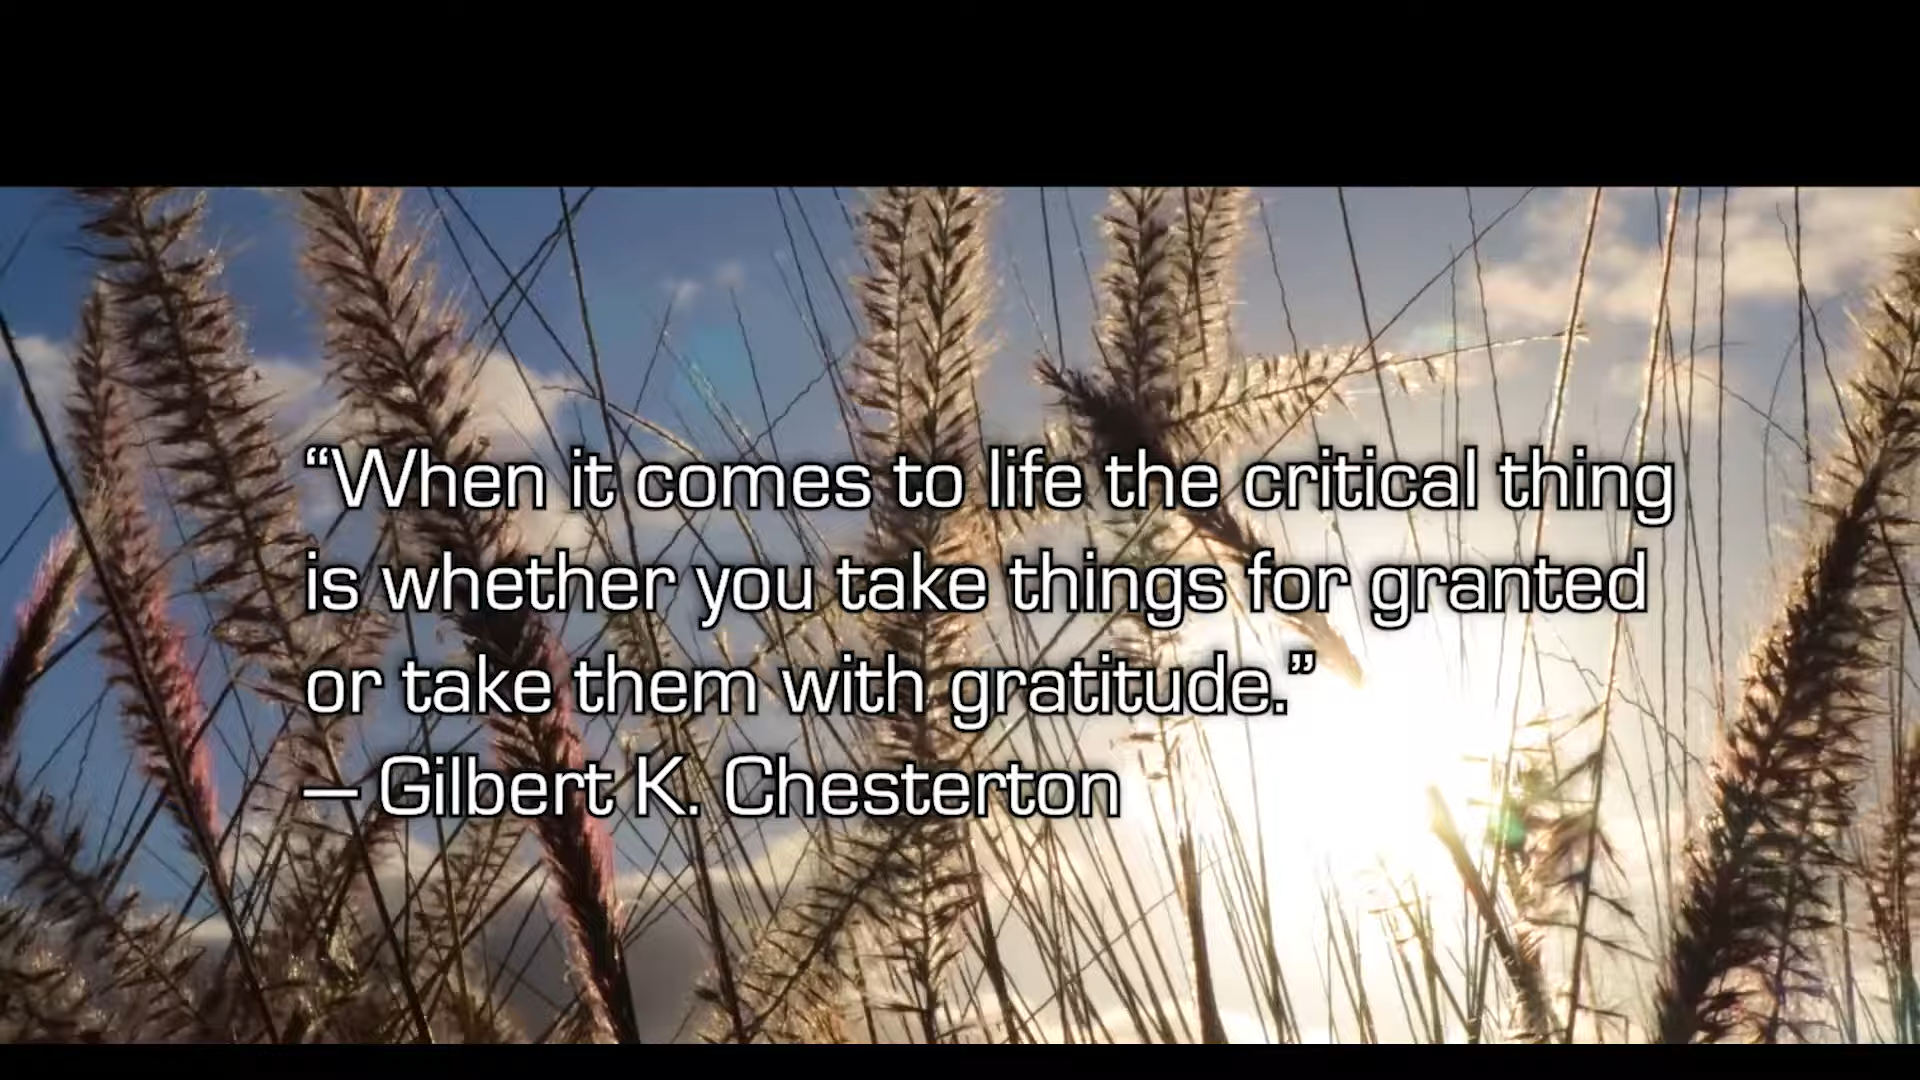 “When it comes to life the critical thing
is whether you take things for granted
or take them with gratitude.”
— Gilbert K. Chesterton